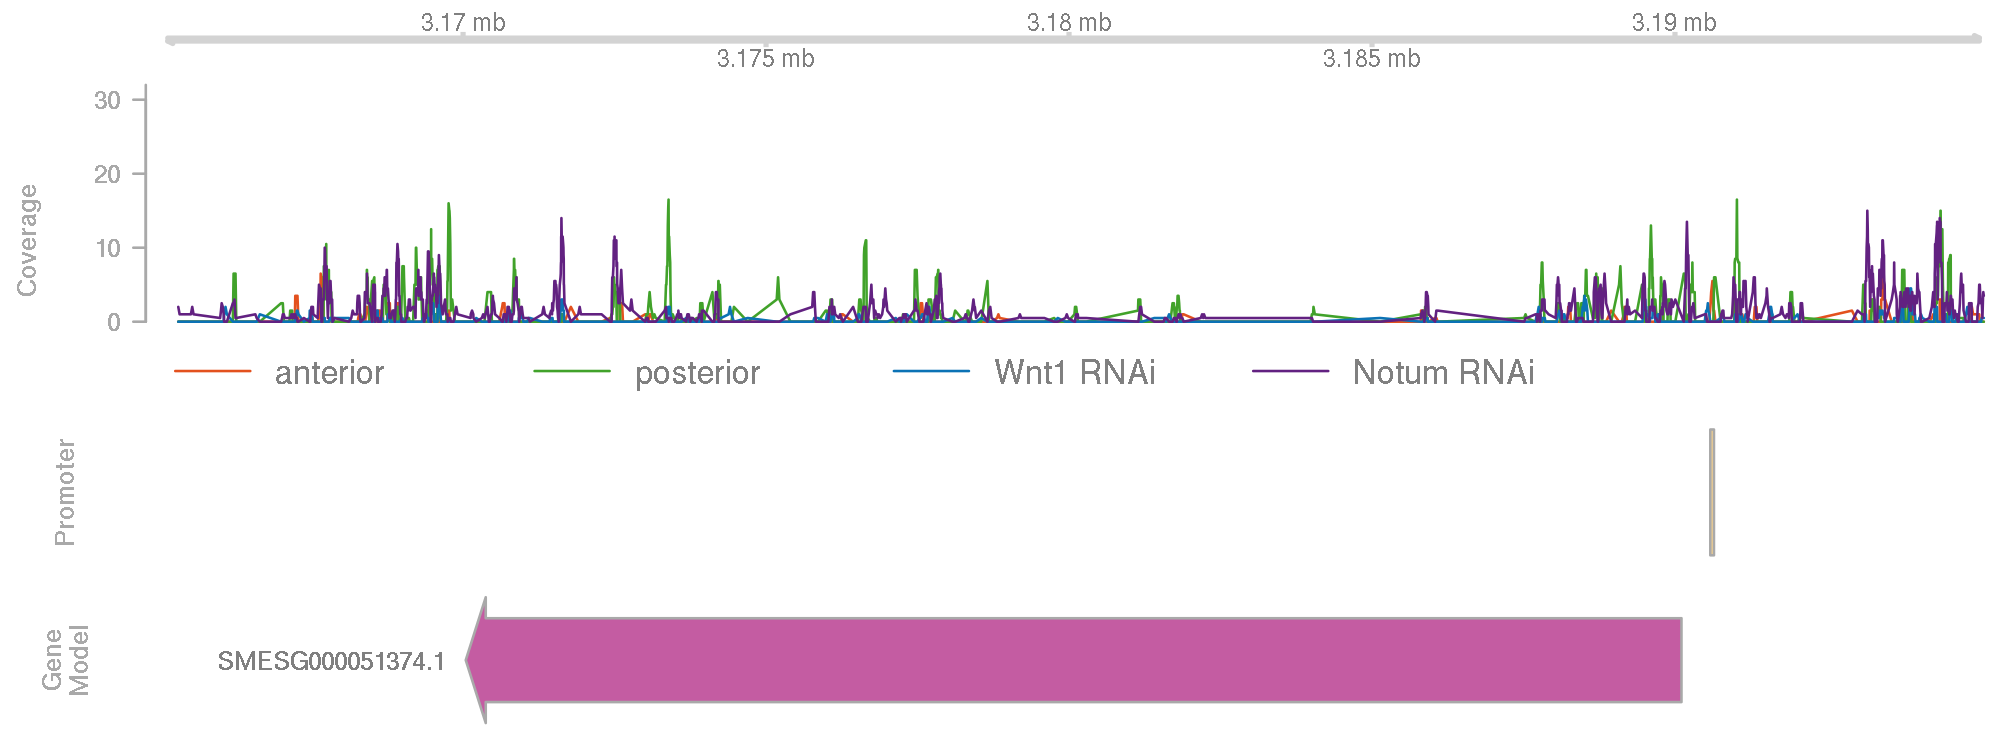 3.17 mb
3.18 mb
3.19 mb
3.175 mb
3.185 mb
30
20
10
0
Coverage
anterior
posterior
Wnt1 RNAi
Notum RNAi
Promoter
Gene
Model
SMESG000051374.1